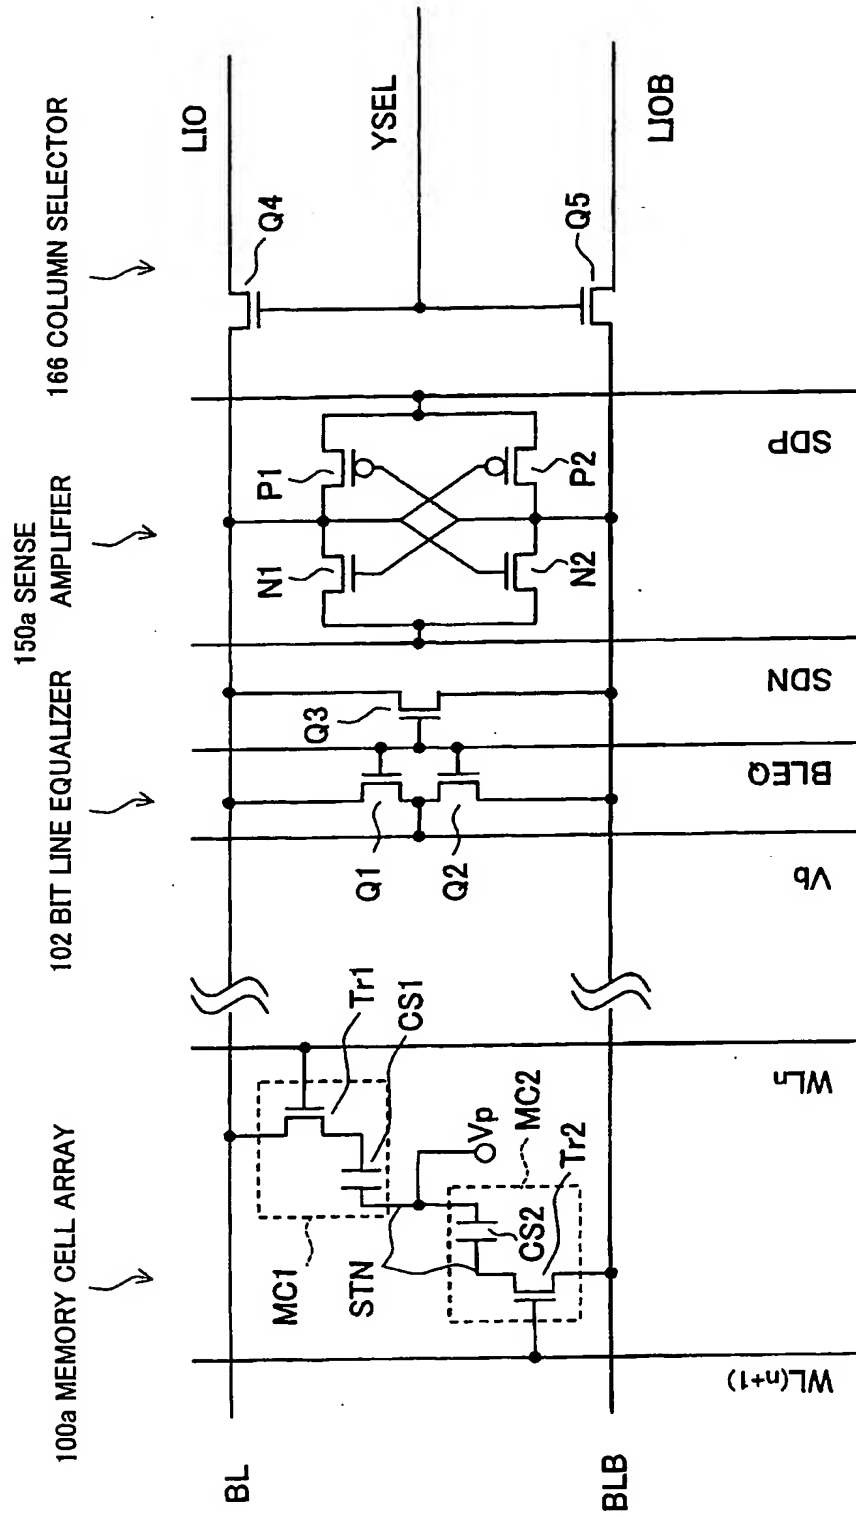 100a MEMORY CELL ARRAY
102 BIT LINE EQUALIZER
150a SENSE
AMPLIFIER
166 COLUMN SELECTOR
BL
LIO
MC1
Tr1
CS1
STN
Vp
MC2
CS2
Tr2
Q1
Q2
Q3
N1
P1
N2
P2
Q4
YSEL
Q5
BLB
LIOB
WL(n+1)
WLn
Vb
BLEQ
SDN
SDP